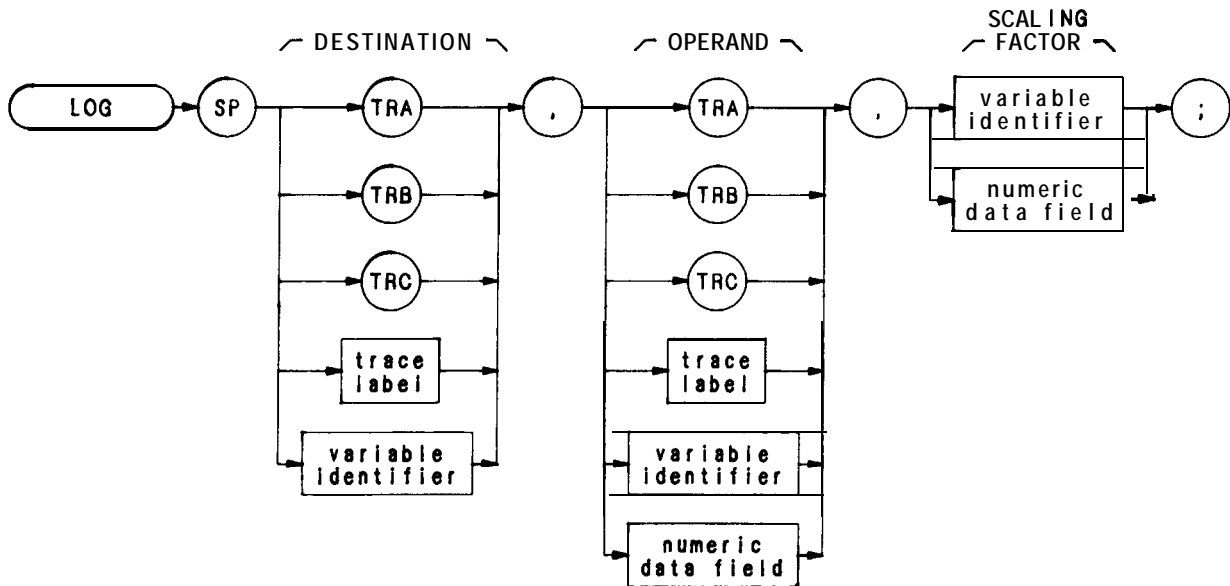 DESTINATION
OPERAND
SCALING
FACTOR
LOG
SP
TRA
,
TRA
,
variable
identifier
;
TRB
TRB
numeric
data field
TRC
TRC
trace
label
trace
label
variable
identifier
variable
identifier
numeric
data field